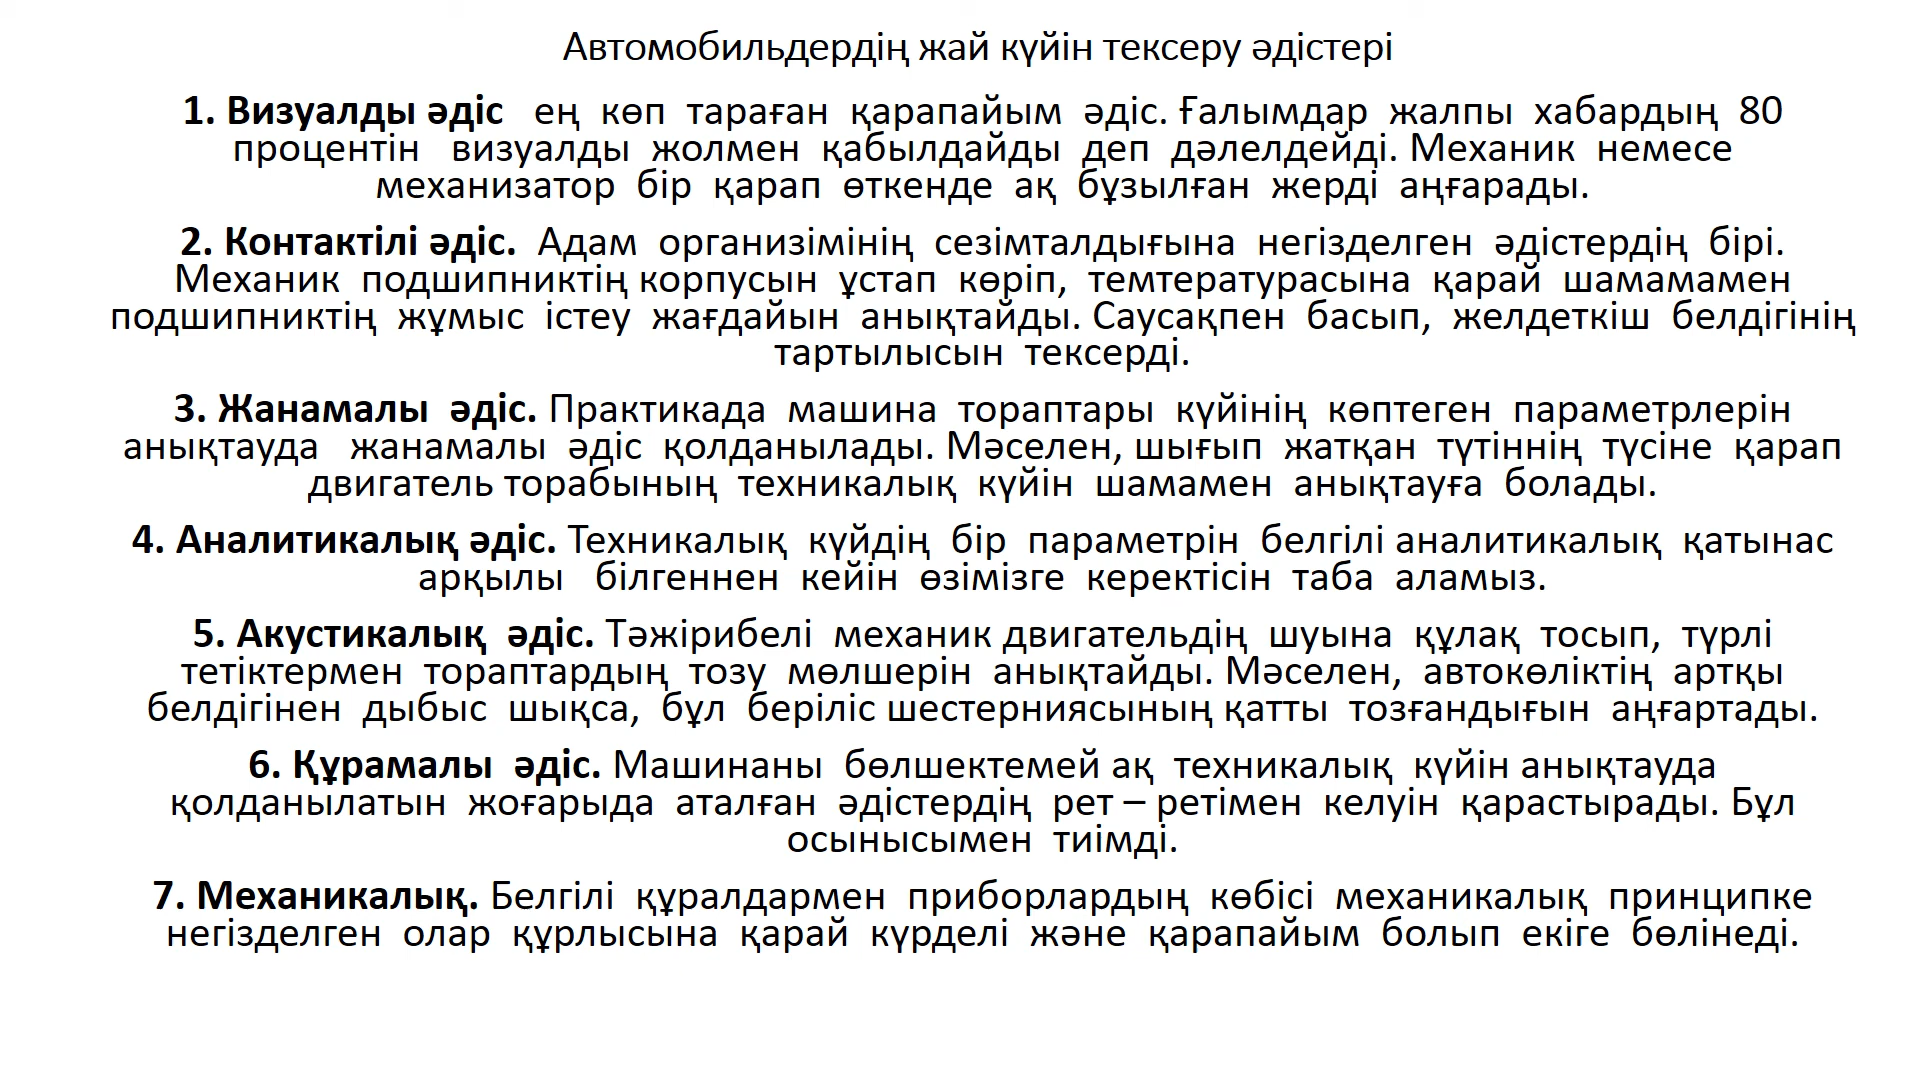 Автомобильдердің жай күйін тексеру әдістері
1. Визуалды әдіс ең көп тараған қарапайым әдіс. Ғалымдар жалпы хабардың 80
процентін визуалды жолмен қабылдайды деп дәлелдейді. Механик немесе
механизатор бір қарап өткенде ақ бұзылған жерді аңғарады.
2. Контактілі әдіс. Адам организімінің сезімталдығына негізделген әдістердің бірі.
Механик подшипниктің корпусын ұстап көріп, темтературасына қарай шамамамен
подшипниктің жұмыс істеу жағдайын анықтайды. Саусақпен басып, желдеткіш белдігінің
тартылысын тексерді.
3. Жанамалы әдіс. Практикада машина тораптары күйінің көптеген параметрлерін
анықтауда жанамалы әдіс қолданылады. Мәселен, шығып жатқан түтіннің түсіне қарап
двигатель торабының техникалық күйін шамамен анықтауға болады.
4. Аналитикалық әдіс. Техникалық күйдің бір параметрін белгілі аналитикалық қатынас
арқылы білгеннен кейін өзімізге керектісін таба аламыз.
5. Акустикалық әдіс. Тәжірибелі механик двигательдің шуына құлақ тосып, түрлі
тетіктермен тораптардың тозу мөлшерін анықтайды. Мәселен, автокөліктің артқы
белдігінен дыбыс шықса, бұл беріліс шестерниясының қатты тозғандығын аңғартады.
6. Құрамалы әдіс. Машинаны бөлшектемей ақ техникалық күйін анықтауда
қолданылатын жоғарыда аталған әдістердің рет – ретімен келуін қарастырады. Бұл
осынысымен тиімді.
7. Механикалық. Белгілі құралдармен приборлардың көбісі механикалық принципке
негізделген олар құрлысына қарай күрделі және қарапайым болып екіге бөлінеді.